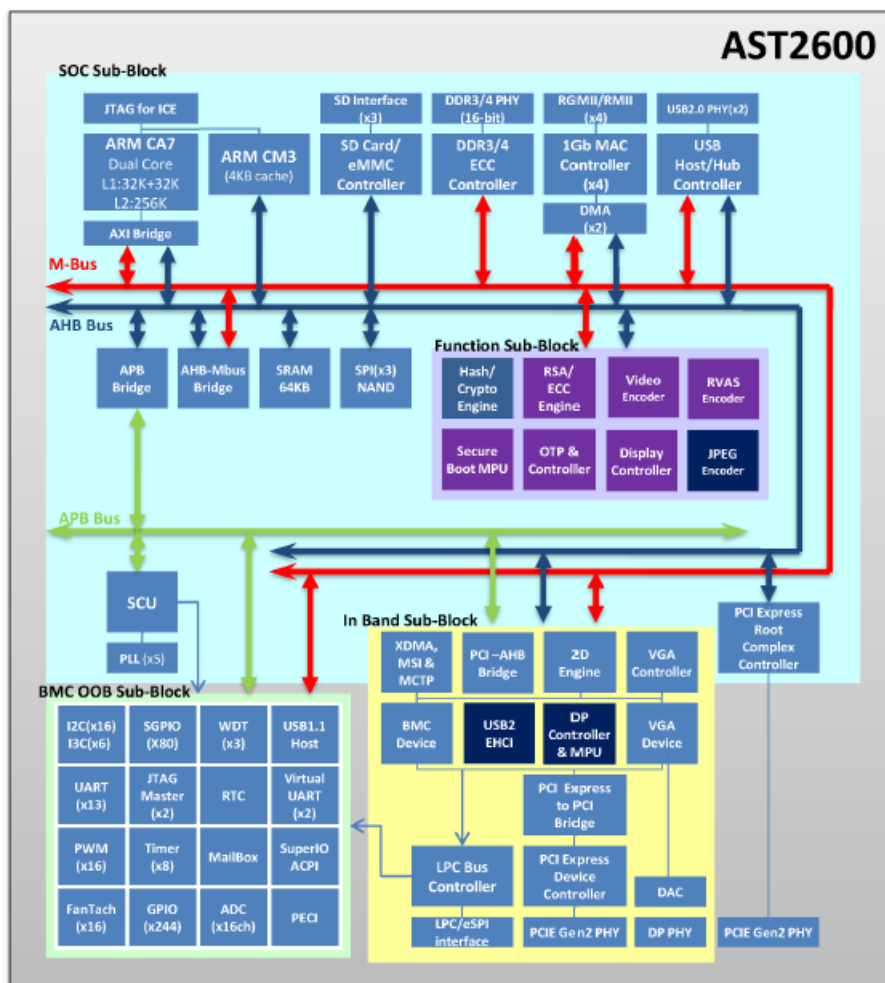 AST2600
SOC Sub-Block
JTAG for ICE
ARM CA7
Dual Core
L1:32K+32K
L2:256K
AXI Bridge
ARM CM3
(4KB cache)
SD Interface
(x3)
SD Card/
eMMC
Controller
DDR3/4 PHY
(16-bit)
DDR3/4
ECC
Controller
RGMII/RMII
(x4)
1Gb MAC
Controller
(x4)
DMA
(x2)
USB2.0 PHY(x2)
USB
Host/Hub
Controller
M-Bus
AHB Bus
APB
Bridge
AHB-Mbus
Bridge
SRAM
64KB
SPI(x3)
NAND
Function Sub-Block
Hash/
Crypto
Engine
RSA/
ECC
Engine
Video
Encoder
RVAS
Encoder
Secure
Boot MPU
OTP &
Controller
Display
Controller
JPEG
Encoder
APB Bus
SCU
PLL (x5)
In Band Sub-Block
XDMA,
MSI &
MCTP
PCI –AHB
Bridge
2D
Engine
VGA
Controller
BMC
Device
USB2
EHCI
DP
Controller
& MPU
VGA
Device
PCI Express
to PCI
Bridge
LPC Bus
Controller
PCI Express
Device
Controller
DAC
LPC/eSPI
interface
PCIE Gen2 PHY
DP PHY
PCI Express
Root
Complex
Controller
PCIE Gen2 PHY
BMC OOB Sub-Block
I2C(x16)
I3C(x6)
SGPIO
(X80)
WDT
(x3)
USB1.1
Host
UART
(x13)
JTAG
Master
(x2)
RTC
Virtual
UART
(x2)
PWM
(x16)
Timer
(x8)
MailBox
SuperIO
ACPI
FanTach
(x16)
GPIO
(x244)
ADC
(x16ch)
PECI